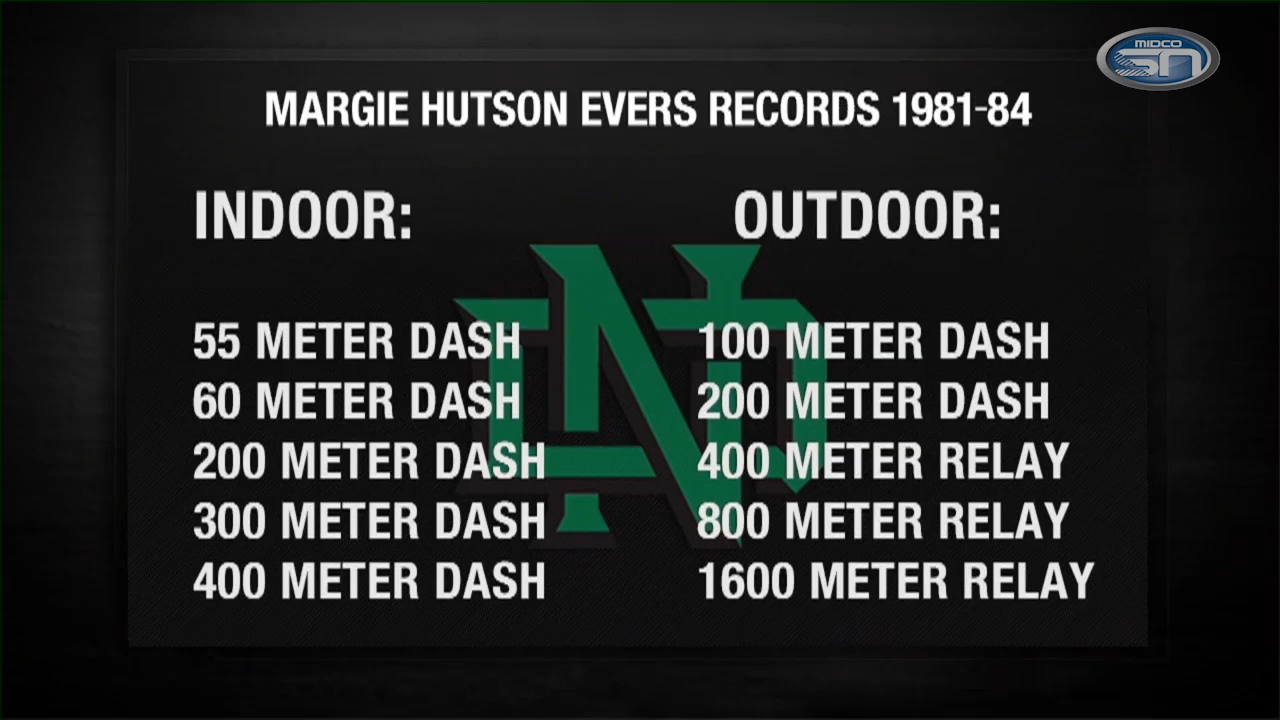 MIDCO
SN
MARGIE HUTSON EVERS RECORDS 1981-84
INDOOR:
55 METER DASH
60 METER DASH
200 METER DASH
300 METER DASH
400 METER DASH
OUTDOOR:
100 METER DASH
200 METER DASH
400 METER RELAY
800 METER RELAY
1600 METER RELAY
ND